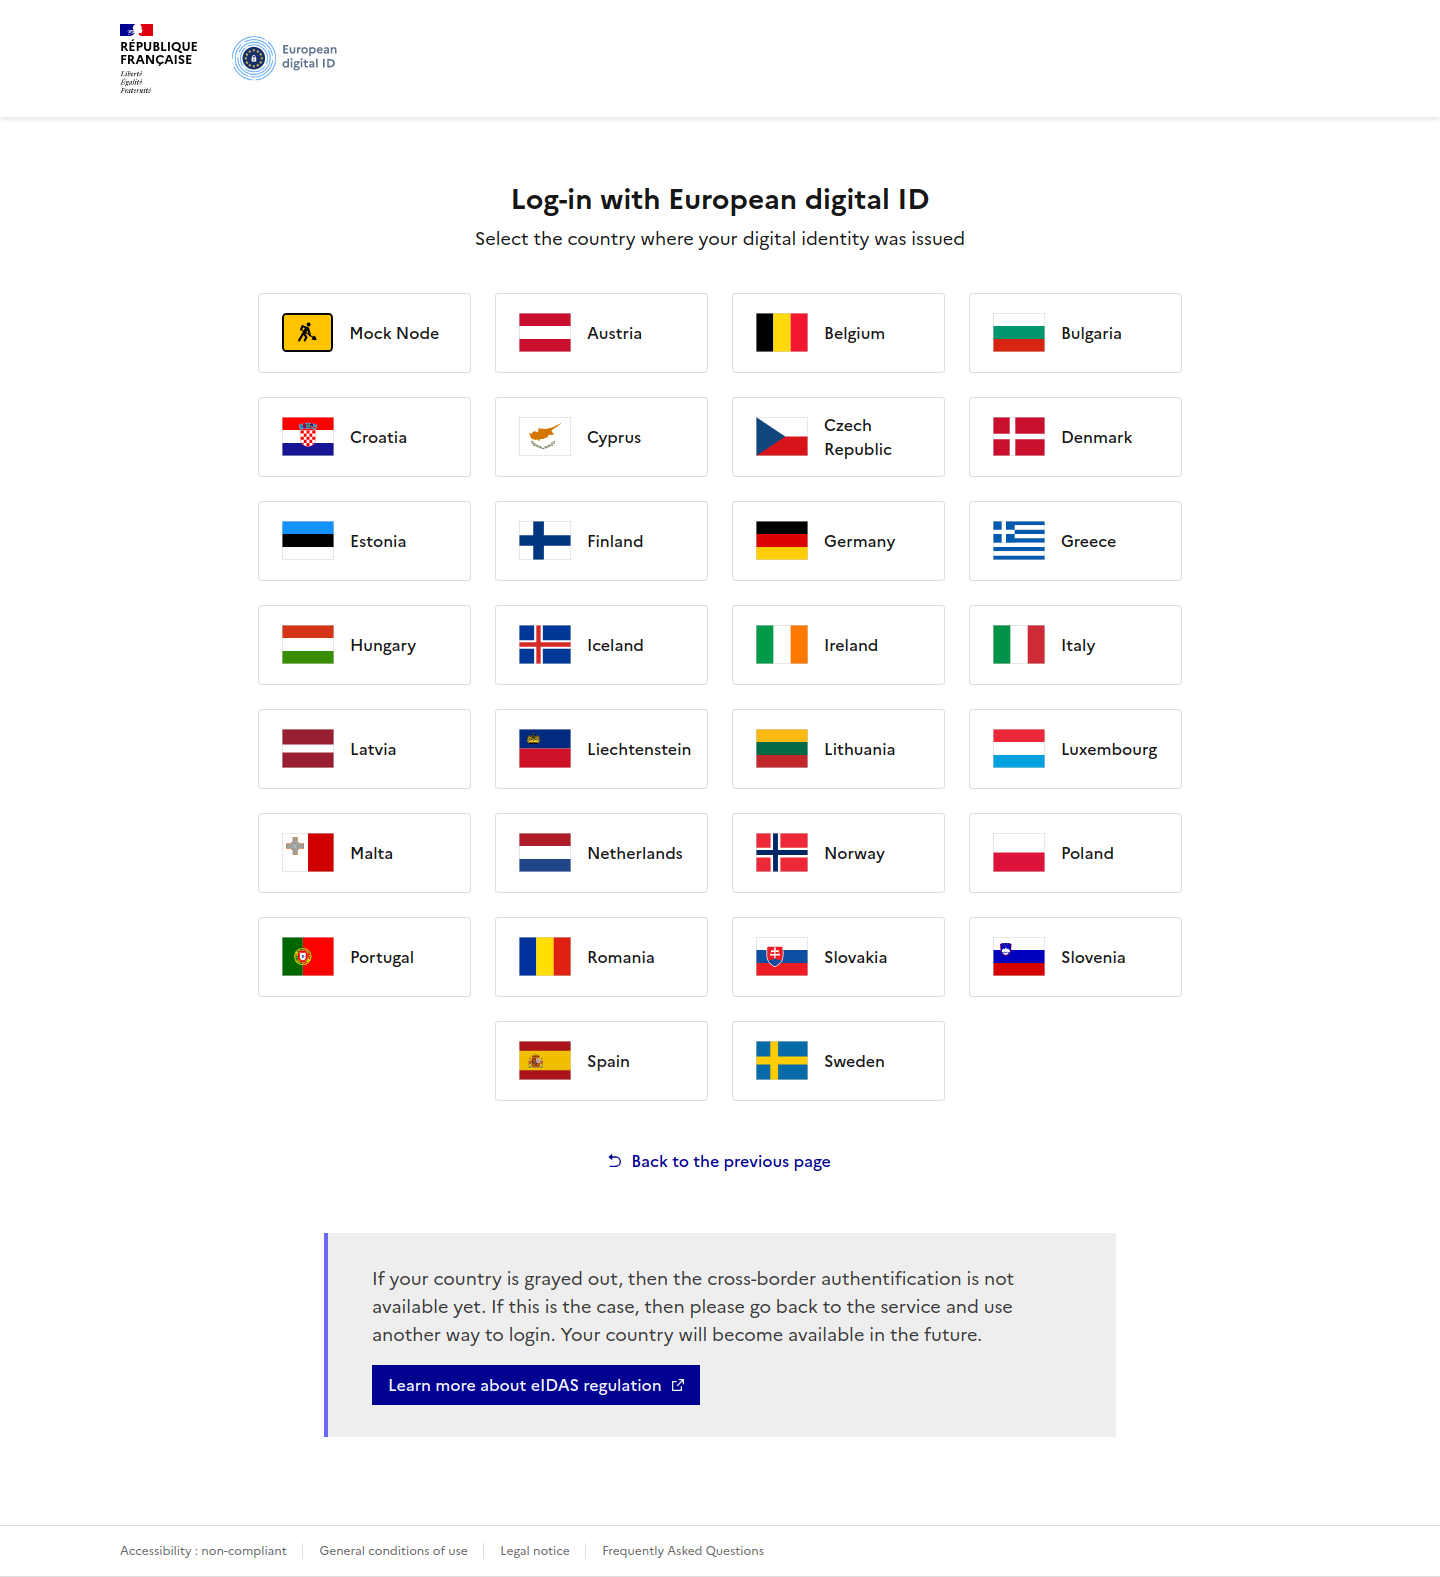 RÉPUBLIQUE
FRANÇAISE
Liberté
Égalité
Fraternité
European
digital ID
Log-in with European digital ID
Select the country where your digital identity was issued
Mock Node
Austria
Belgium
Bulgaria
Croatia
Cyprus
Czech
Republic
Denmark
Estonia
Finland
Germany
Greece
Hungary
Iceland
Ireland
Italy
Latvia
Liechtenstein
Lithuania
Luxembourg
Malta
Netherlands
Norway
Poland
Portugal
Romania
Slovakia
Slovenia
Spain
Sweden
Back to the previous page
If your country is grayed out, then the cross-border authentification is not
available yet. If this is the case, then please go back to the service and use
another way to login. Your country will become available in the future.
Learn more about eIDAS regulation
Accessibility : non-compliant
General conditions of use
Legal notice
Frequently Asked Questions